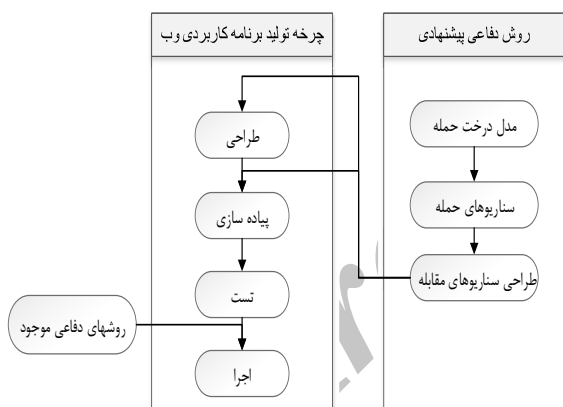 روش دفاعی پیشنهادی
چرخه تولید برنامه کاربردی وب
مدل درخت حمله
طراحی
سناریوهای حمله
پیاده سازی
طراحی سناریوهای مقابله
تست
روشهای دفاعی موجود
اجرا